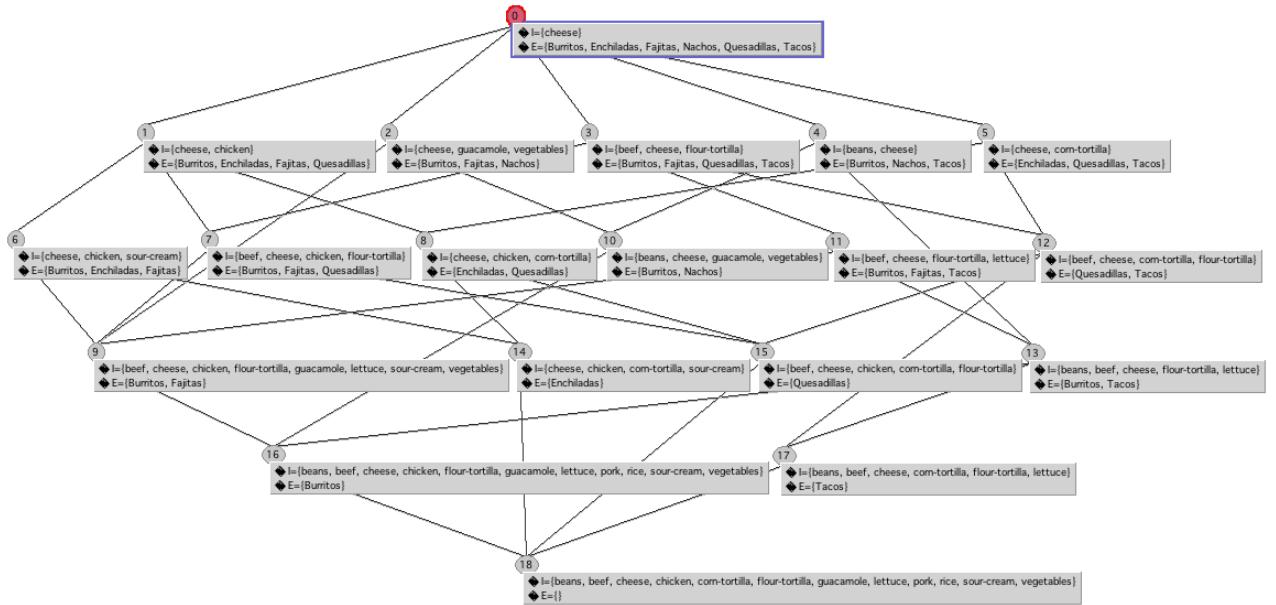 0
I={cheese}
E={Burritos, Enchiladas, Fajitas, Nachos, Quesadillas, Tacos}
1
I={cheese, chicken}
E={Burritos, Enchiladas, Fajitas, Quesadillas}
2
I={cheese, guacamole, vegetables}
E={Burritos, Fajitas, Nachos}
3
I={beef, cheese, flour-tortilla}
E={Burritos, Fajitas, Quesadillas, Tacos}
4
I={beans, cheese}
E={Burritos, Nachos, Tacos}
5
I={cheese, corn-tortilla}
E={Enchiladas, Quesadillas, Tacos}
6
I={cheese, chicken, sour-cream}
E={Burritos, Enchiladas, Fajitas}
7
I={beef, cheese, chicken, flour-tortilla}
E={Burritos, Fajitas, Quesadillas}
8
I={cheese, chicken, corn-tortilla}
E={Enchiladas, Quesadillas}
10
I={beans, cheese, guacamole, vegetables}
E={Burritos, Nachos}
11
I={beef, cheese, flour-tortilla, lettuce}
E={Burritos, Fajitas, Tacos}
12
I={beef, cheese, corn-tortilla, flour-tortilla}
E={Quesadillas, Tacos}
9
I={beef, cheese, chicken, flour-tortilla, guacamole, lettuce, sour-cream, vegetables}
E={Burritos, Fajitas}
14
I={cheese, chicken, corn-tortilla, sour-cream}
E={Enchiladas}
15
I={beef, cheese, chicken, corn-tortilla, flour-tortilla}
E={Quesadillas}
13
I={beans, beef, cheese, flour-tortilla, lettuce}
E={Burritos, Tacos}
16
I={beans, beef, cheese, chicken, flour-tortilla, guacamole, lettuce, pork, rice, sour-cream, vegetables}
E={Burritos}
17
I={beans, beef, cheese, corn-tortilla, flour-tortilla, lettuce}
E={Tacos}
18
I={beans, beef, cheese, chicken, corn-tortilla, flour-tortilla, guacamole, lettuce, pork, rice, sour-cream, vegetables}
E={}